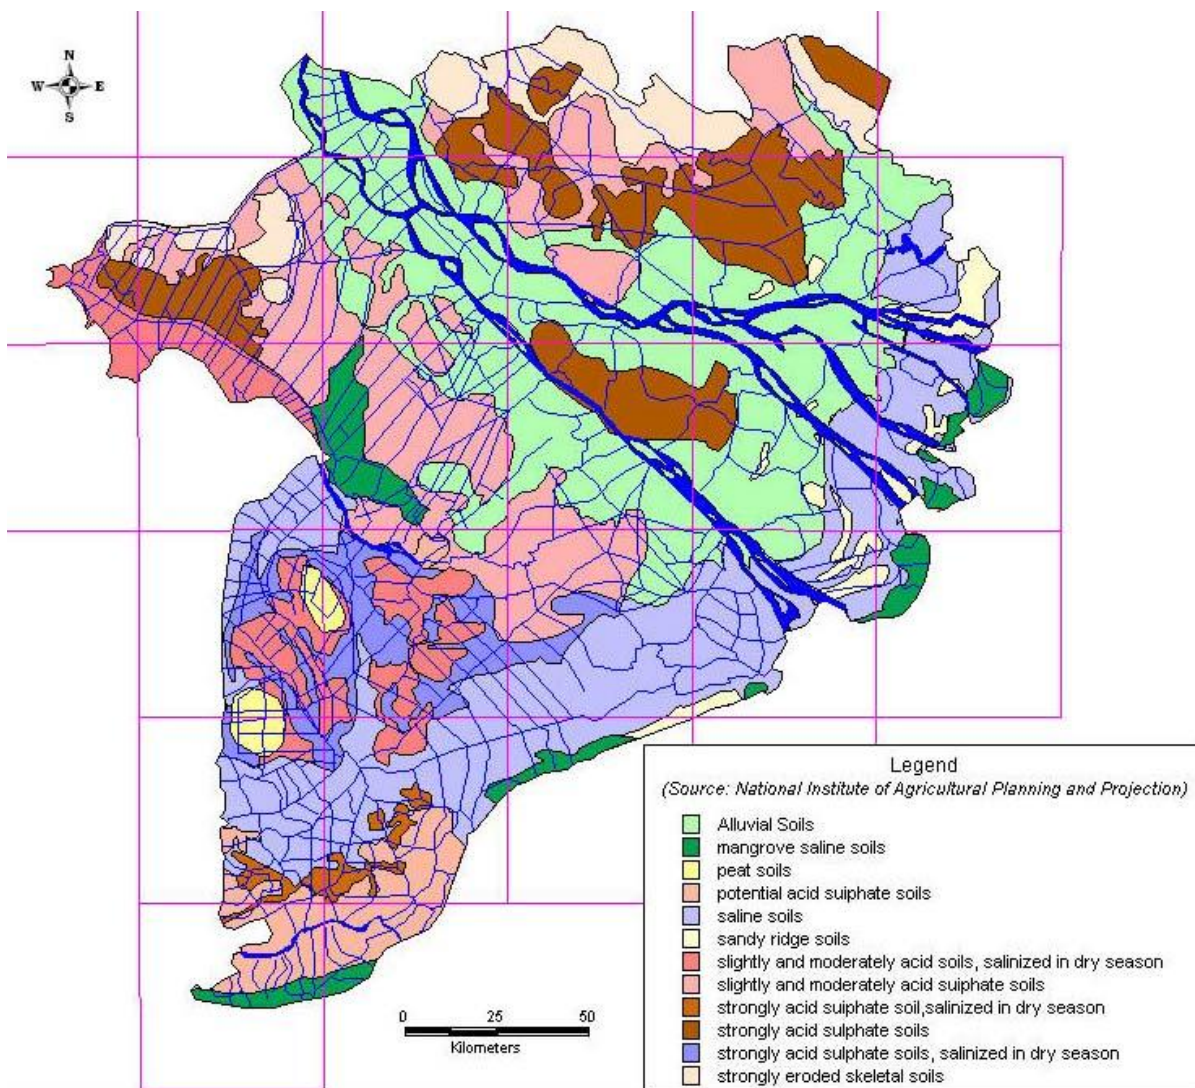 N
W E
S
Legend
(Source: National Institute of Agricultural Planning and Projection)
Alluvial Soils
mangrove saline soils
peat soils
potential acid sulphate soils
saline soils
sandy ridge soils
slightly and moderately acid soils, salinized in dry season
slightly and moderately acid sulphate soils
strongly acid sulphate soil,salinized in dry season
strongly acid sulphate soils
strongly acid sulphate soils, salinized in dry season
strongly eroded skeletal soils
0 25 50
Kilometers